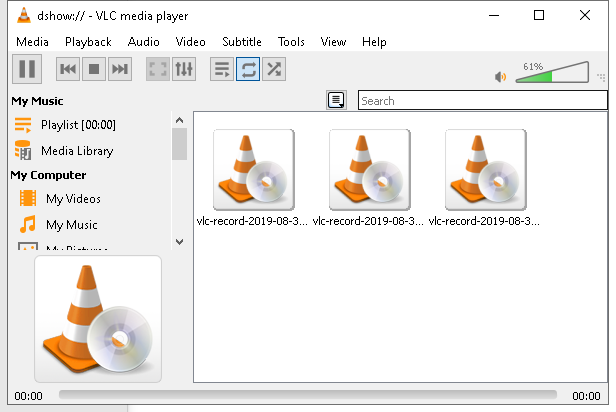 dshow:// - VLC media player
Media Playback Audio Video Subtitle Tools View Help
61%
My Music
Search
Playlist [00:00]
Media Library
My Computer
My Videos
My Music
My Pictures
vlc-record-2019-08-3... vlc-record-2019-08-3... vlc-record-2019-08-3...
00:00 00:00